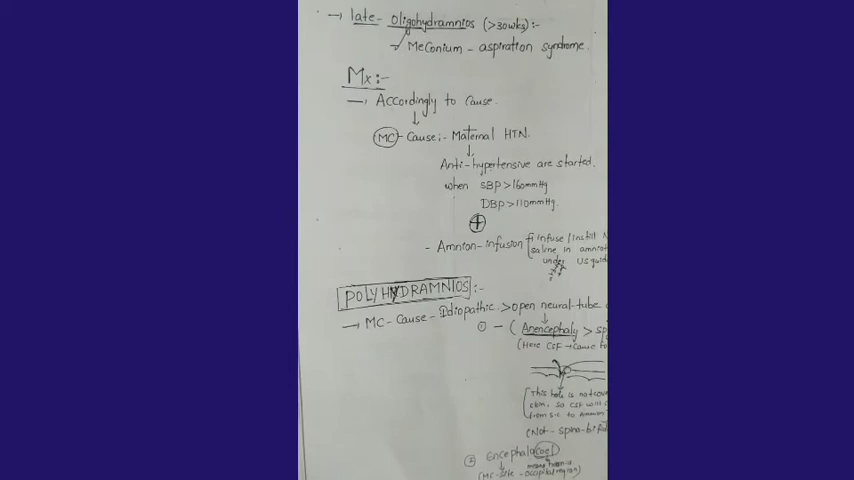 → late- oligohydramnios (>30wks):-
✓ Meconium - aspiration syndrome.
Mx:-
→ Accordingly to cause.
↓
(MC)- Cause:- Maternal HTN.
↓
Anti-hypertensive are started.
when SBP>160mmHg
DBP>110mmHg.
⊕
- Amnion-infusion [infuse/instill N
saline in amnio
under US guid
POLYHYDRAMNIOS:-
→ MC-Cause-Idiopathic.>open neural-tube
① - (Anencephaly > sp
(Here CSF → cause
[This hole is not cov
skin. so CSF will
from s.c to Amnion
(Not-spina-bif
② Encephalocoel
↓
(MC-site - occipital region)